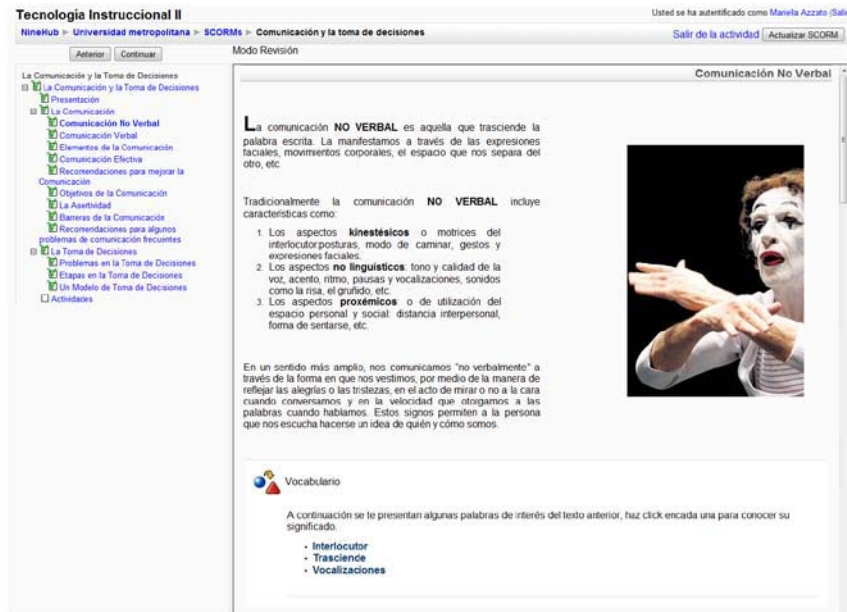 Tecnologia Instruccional II
Usted se ha autentificado como Mariella Azzato (Salir
NineHub ► Universidad metropolitana ► SCORMs ► Comunicación y la toma de decisiones
Salir de la actividad Actualizar SCORM
Anterior Continuar
Modo Revisión
La Comunicación y la Toma de Decisiones
La Comunicación y la Toma de Decisiones
Presentación
La Comunicación
Comunicación No Verbal
Comunicación Verbal
Elementos de la Comunicación
Comunicación Efectiva
Recomendaciones para mejorar la
Comunicación
Objetivos de la Comunicación
La Asertividad
Barreras de la Comunicación
Recomendaciones para algunos
problemas de comunicación frecuentes
La Toma de Decisiones
Problemas en la Toma de Decisiones
Etapas en la Toma de Decisiones
Un Modelo de Toma de Decisiones
Actividades
Comunicación No Verbal
La comunicación NO VERBAL es aquella que trasciende la
palabra escrita. La manifestamos a través de las expresiones
faciales, movimientos corporales, el espacio que nos separa del
otro, etc.
Tradicionalmente la comunicación NO VERBAL incluye
características como:
1. Los aspectos kinestésicos o motrices del
interlocutor:posturas, modo de caminar, gestos y
expresiones faciales.
2. Los aspectos no linguisticos: tono y calidad de la
voz, acento, ritmo, pausas y vocalizaciones, sonidos
como la risa, el gruñido, etc.
3. Los aspectos proxémicos: o de utilización del
espacio personal y social: distancia interpersonal,
forma de sentarse, etc.
En un sentido más amplio, nos comunicamos "no verbalmente" a
través de la forma en que nos vestimos, por medio de la manera de
reflejar las alegrías o las tristezas, en el acto de mirar o no a la cara
cuando conversamos y en la velocidad que otorgamos a las
palabras cuando hablamos. Estos signos permiten a la persona
que nos escucha hacerse un idea de quién y cómo somos.
Vocabulario
A continuación se te presentan algunas palabras de interés del texto anterior, haz click encada una para conocer su
significado.
• Interlocutor
• Trasciende
• Vocalizaciones